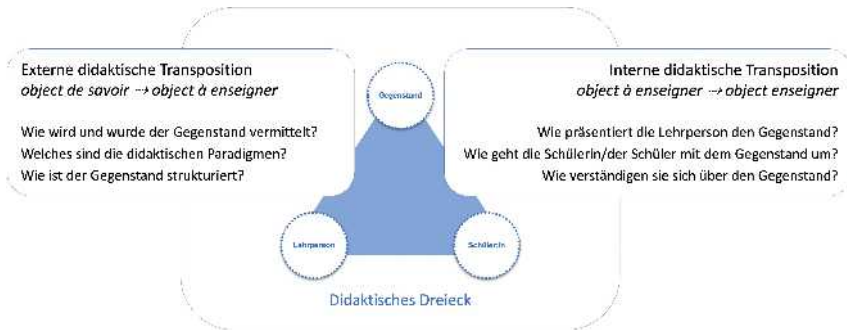 Externe didaktische Transposition
object de savoir ⇢ object à enseigner
Wie wird und wurde der Gegenstand vermittelt?
Welches sind die didaktischen Paradigmen?
Wie ist der Gegenstand strukturiert?
Gegenstand
Interne didaktische Transposition
object à enseigner ⇢ object enseigner
Wie präsentiert die Lehrperson den Gegenstand?
Wie geht die Schülerin/der Schüler mit dem Gegenstand um?
Wie verständigen sie sich über den Gegenstand?
Lehrperson
Schüler:in
Didaktisches Dreieck